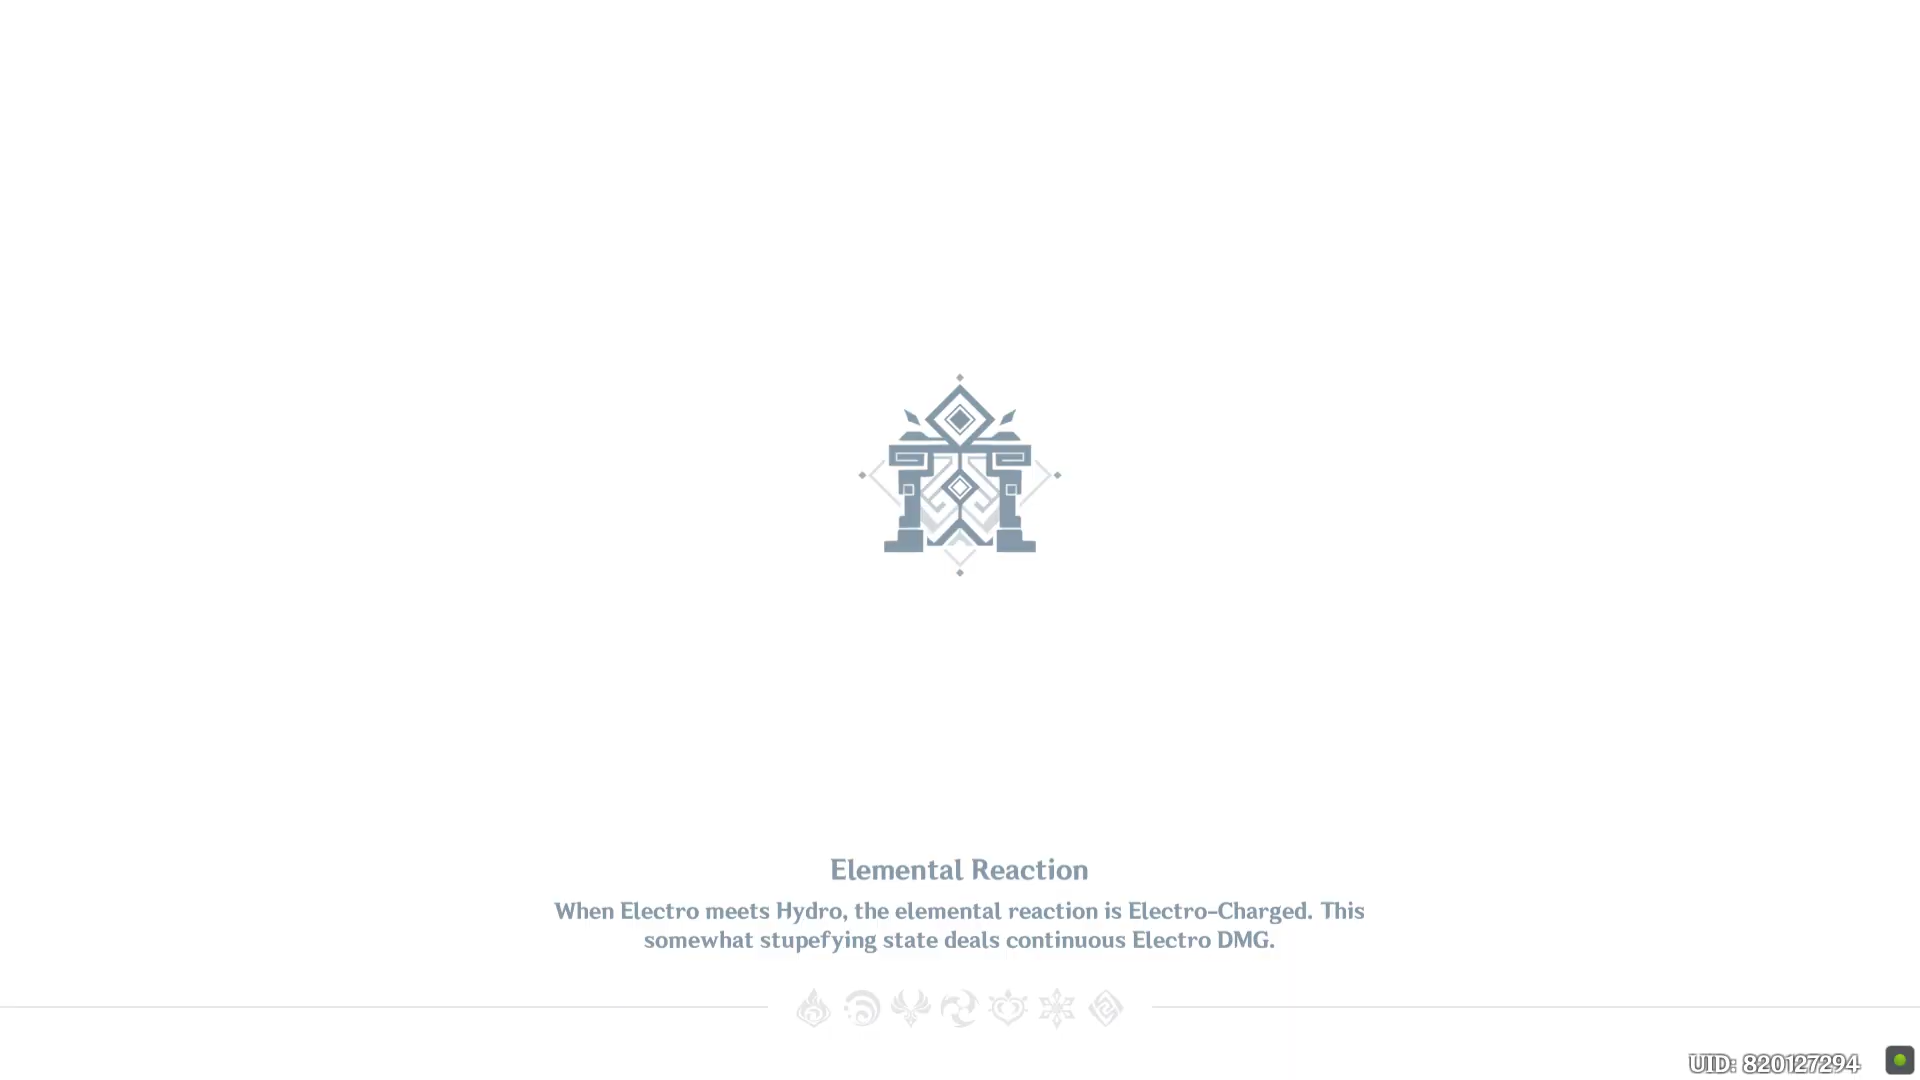 Elemental Reaction
When Electro meets Hydro, the elemental reaction is Electro-Charged. This
somewhat stupefying state deals continuous Electro DMG.
UID: 820127294